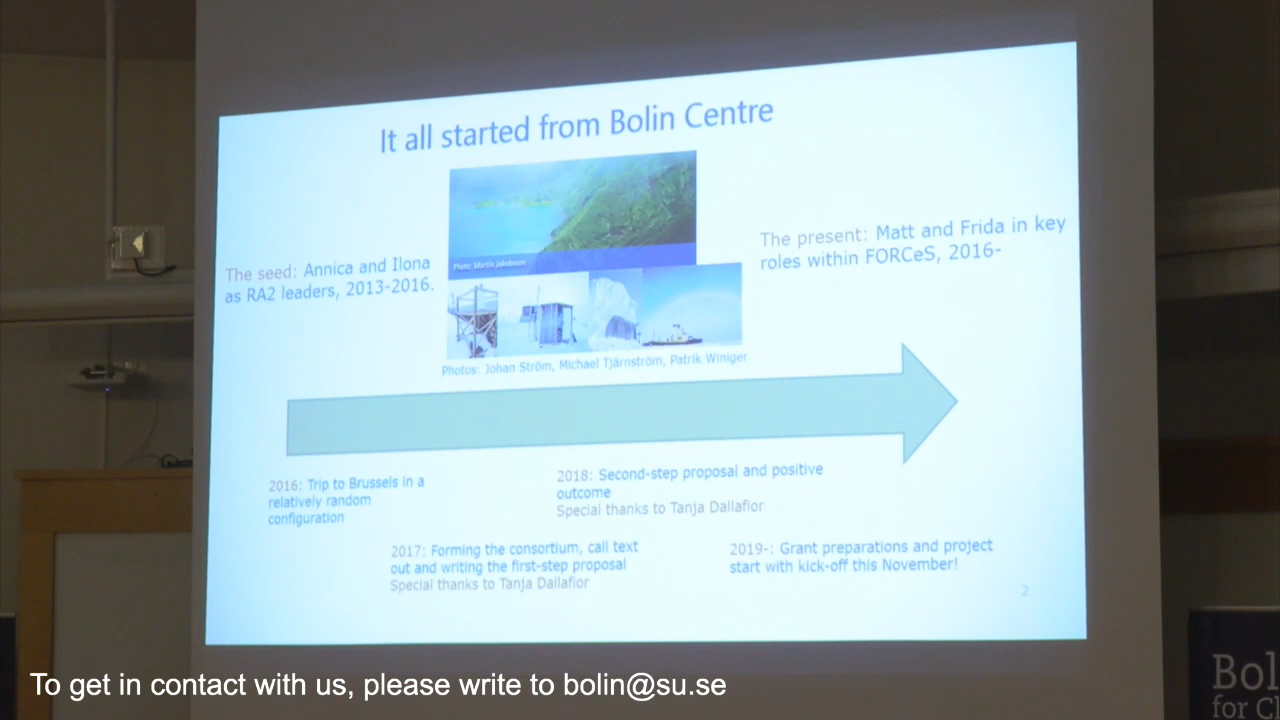 It all started from Bolin Centre
Photo: Martin Jakobsson
The seed: Annica and Ilona
as RA2 leaders, 2013-2016.
The present: Matt and Frida in key
roles within FORCeS, 2016-
Photos: Johan Ström, Michael Tjärnström, Patrik Winiger
2016: Trip to Brussels in a
relatively random
configuration
2018: Second-step proposal and positive
outcome
Special thanks to Tanja Dallafior
2017: Forming the consortium, call text
out and writing the first-step proposal
Special thanks to Tanja Dallafior
2019-: Grant preparations and project
start with kick-off this November!
2
To get in contact with us, please write to bolin@su.se
Bol
for Cl